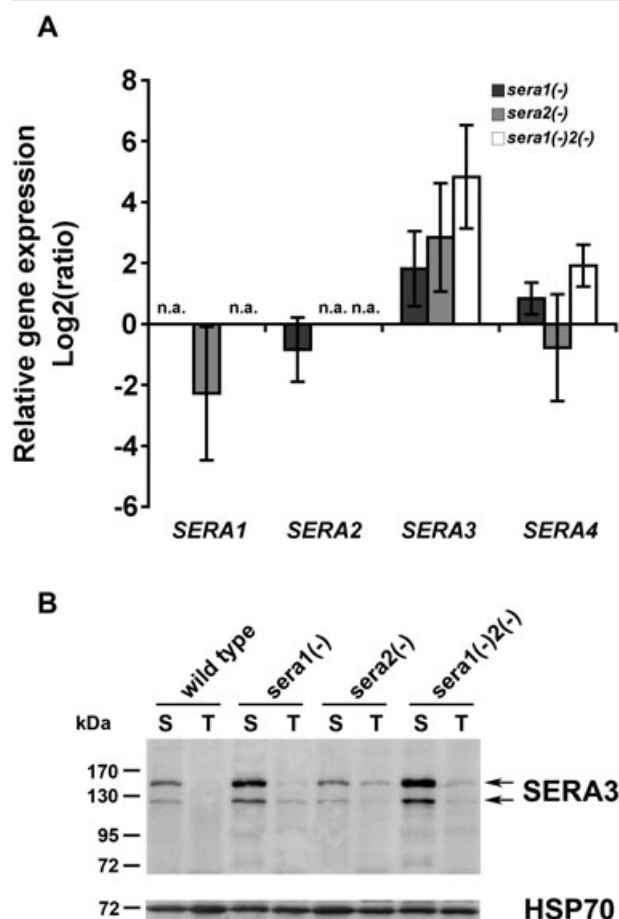 A
Relative gene expression
Log2(ratio)
8
6
4
2
0
-2
-4
-6
sera1(-)
sera2(-)
sera1(-)2(-)
n.a. n.a. n.a. n.a.
SERA1 SERA2 SERA3 SERA4
B
wild type sera1(-) sera2(-) sera1(-)2(-)
kDa S T S T S T S T
170
130
95
72
SERA3
72
HSP70